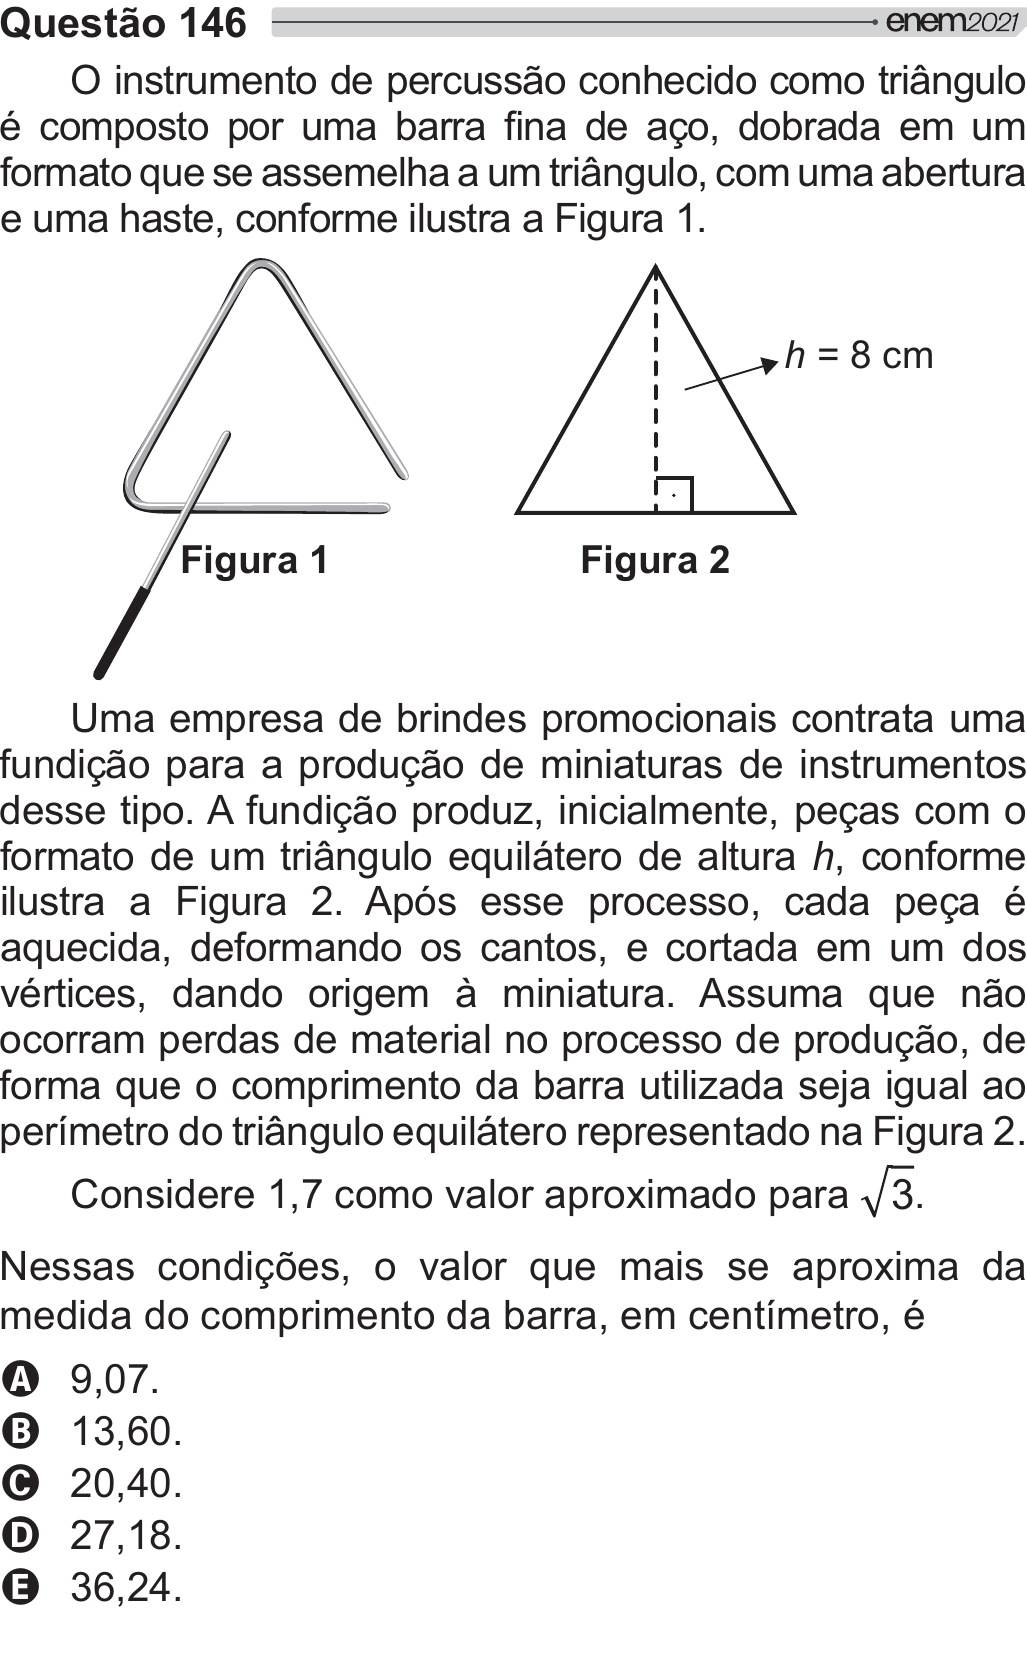 Questão 146
enem2021
O instrumento de percussão conhecido como triângulo
é composto por uma barra fina de aço, dobrada em um
formato que se assemelha a um triângulo, com uma abertura
e uma haste, conforme ilustra a Figura 1.
h = 8 cm
Figura 1
Figura 2
Uma empresa de brindes promocionais contrata uma
fundição para a produção de miniaturas de instrumentos
desse tipo. A fundição produz, inicialmente, peças com o
formato de um triângulo equilátero de altura h, conforme
ilustra a Figura 2. Após esse processo, cada peça é
aquecida, deformando os cantos, e cortada em um dos
vértices, dando origem à miniatura. Assuma que não
ocorram perdas de material no processo de produção, de
forma que o comprimento da barra utilizada seja igual ao
perímetro do triângulo equilátero representado na Figura 2.
Considere 1,7 como valor aproximado para √3.
Nessas condições, o valor que mais se aproxima da
medida do comprimento da barra, em centímetro, é
A 9,07.
B 13,60.
C 20,40.
D 27,18.
E 36,24.